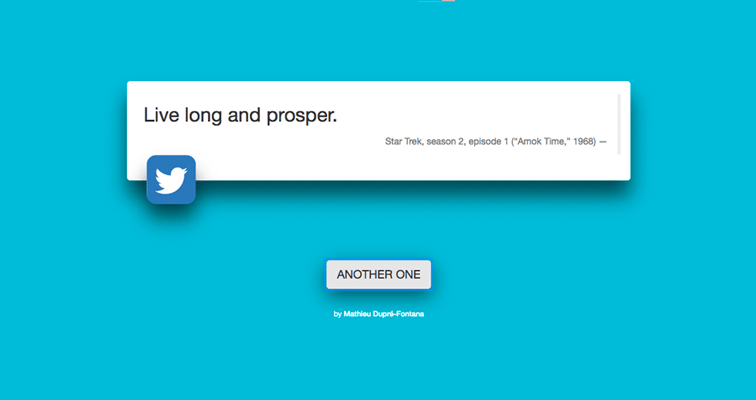 Live long and prosper.
Star Trek, season 2, episode 1 (“Amok Time,” 1968) —
ANOTHER ONE
by Mathieu Dupré-Fontana